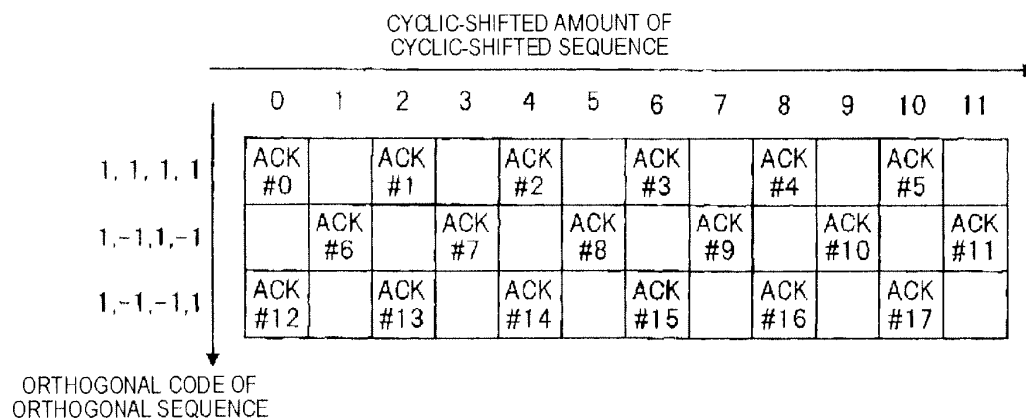 CYCLIC-SHIFTED AMOUNT OF
CYCLIC-SHIFTED SEQUENCE
0 1 2 3 4 5 6 7 8 9 10 11
1, 1, 1, 1
ACK ACK ACK ACK ACK ACK
#0 #1 #2 #3 #4 #5
1,-1,1,-1
ACK ACK ACK ACK ACK ACK
#6 #7 #8 #9 #10 #11
1,-1,-1,1
ACK ACK ACK ACK ACK ACK
#12 #13 #14 #15 #16 #17
ORTHOGONAL CODE OF
ORTHOGONAL SEQUENCE